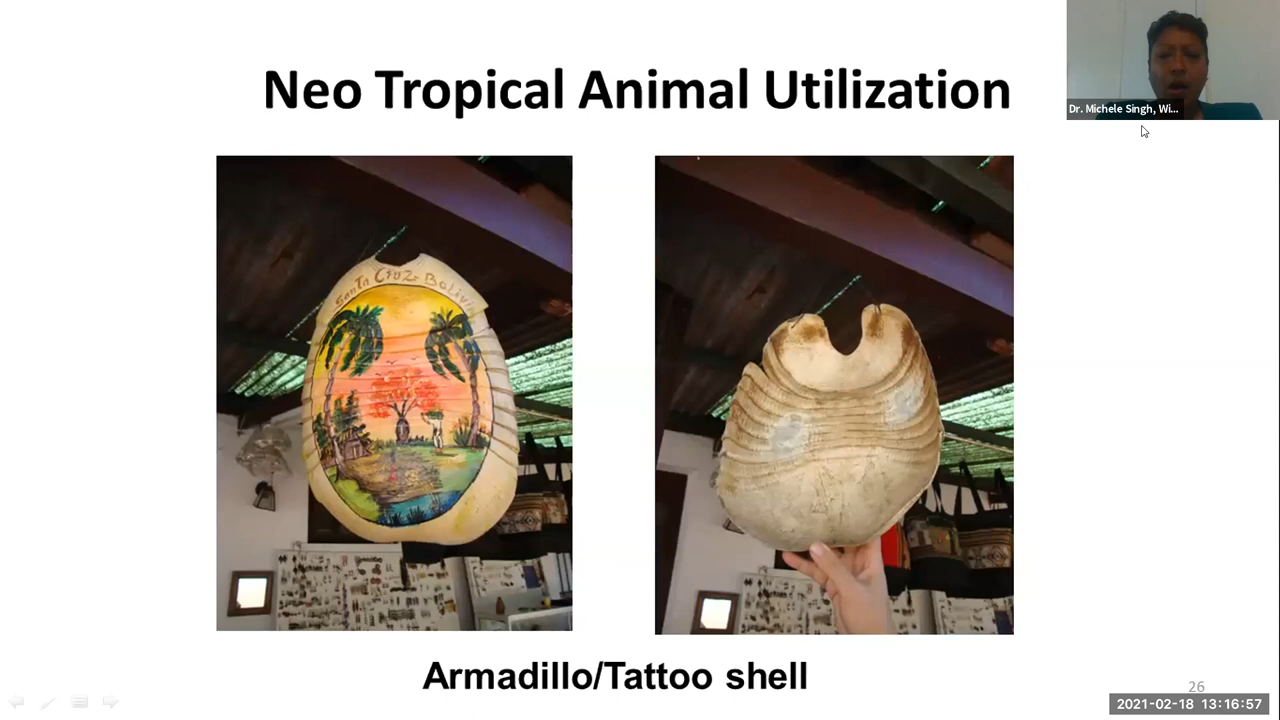 Neo Tropical Animal Utilization
Dr. Michele Singh, Wi...
Santa Cruz - Bolivia
Armadillo/Tattoo shell
26
2021-02-18 13:16:57